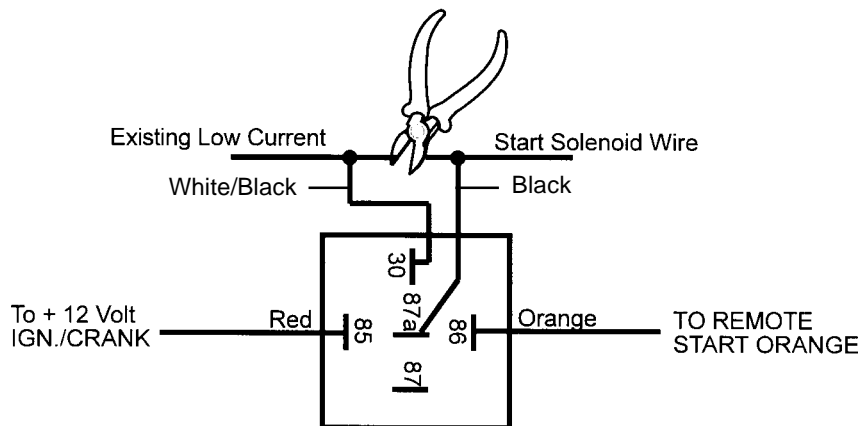 Existing Low Current
Start Solenoid Wire
White/Black
Black
30
87a
To + 12 Volt
IGN./CRANK
Red
85
86
Orange
TO REMOTE
START ORANGE
87